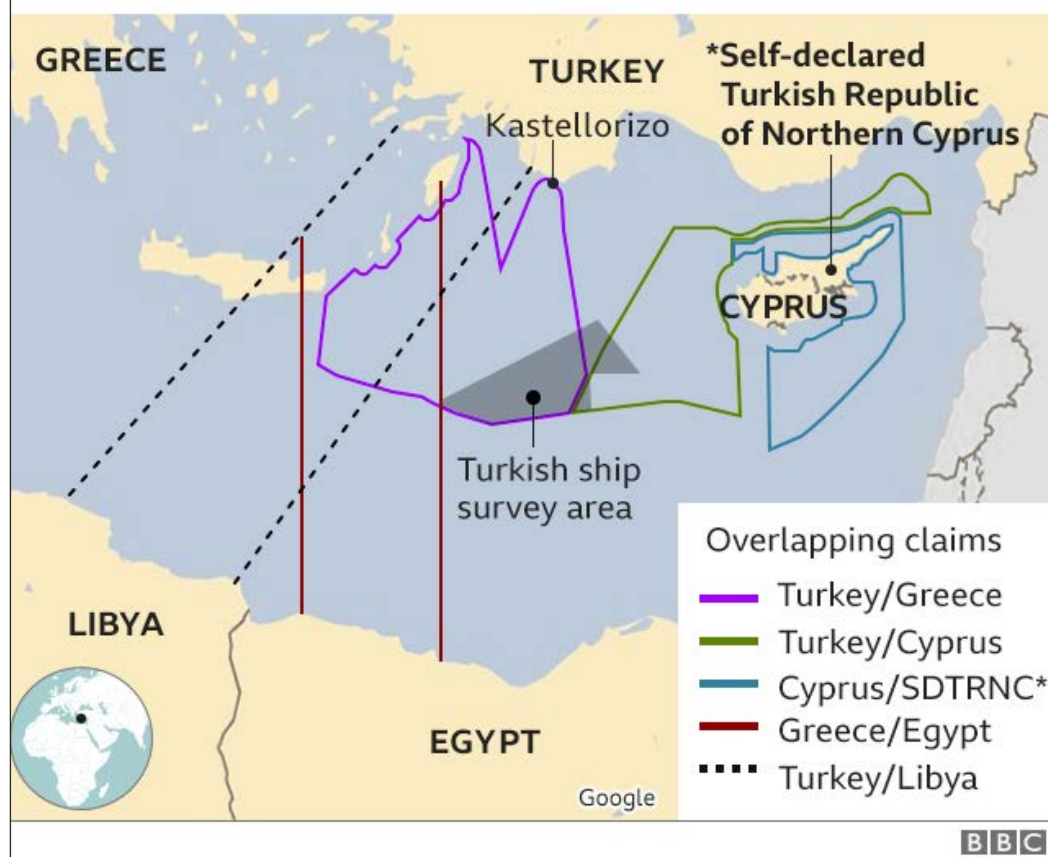 GREECE
TURKEY
*Self-declared
Turkish Republic
of Northern Cyprus
Kastellorizo
CYPRUS
Turkish ship
survey area
LIBYA
EGYPT
Google
Overlapping claims
Turkey/Greece
Turkey/Cyprus
Cyprus/SDTRNC*
Greece/Egypt
Turkey/Libya
BBC